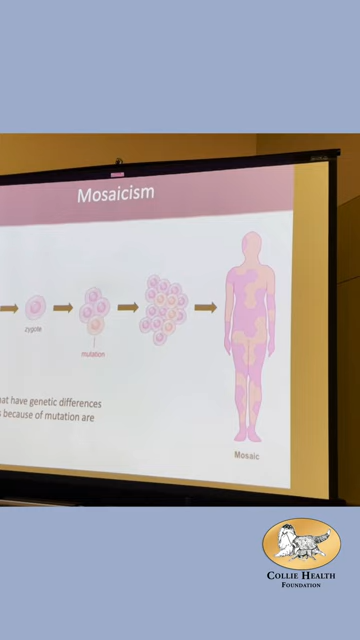 Mosaicism
zygote
mutation
hat have genetic differences
s because of mutation are
Mosaic
COLLIE HEALTH
FOUNDATION